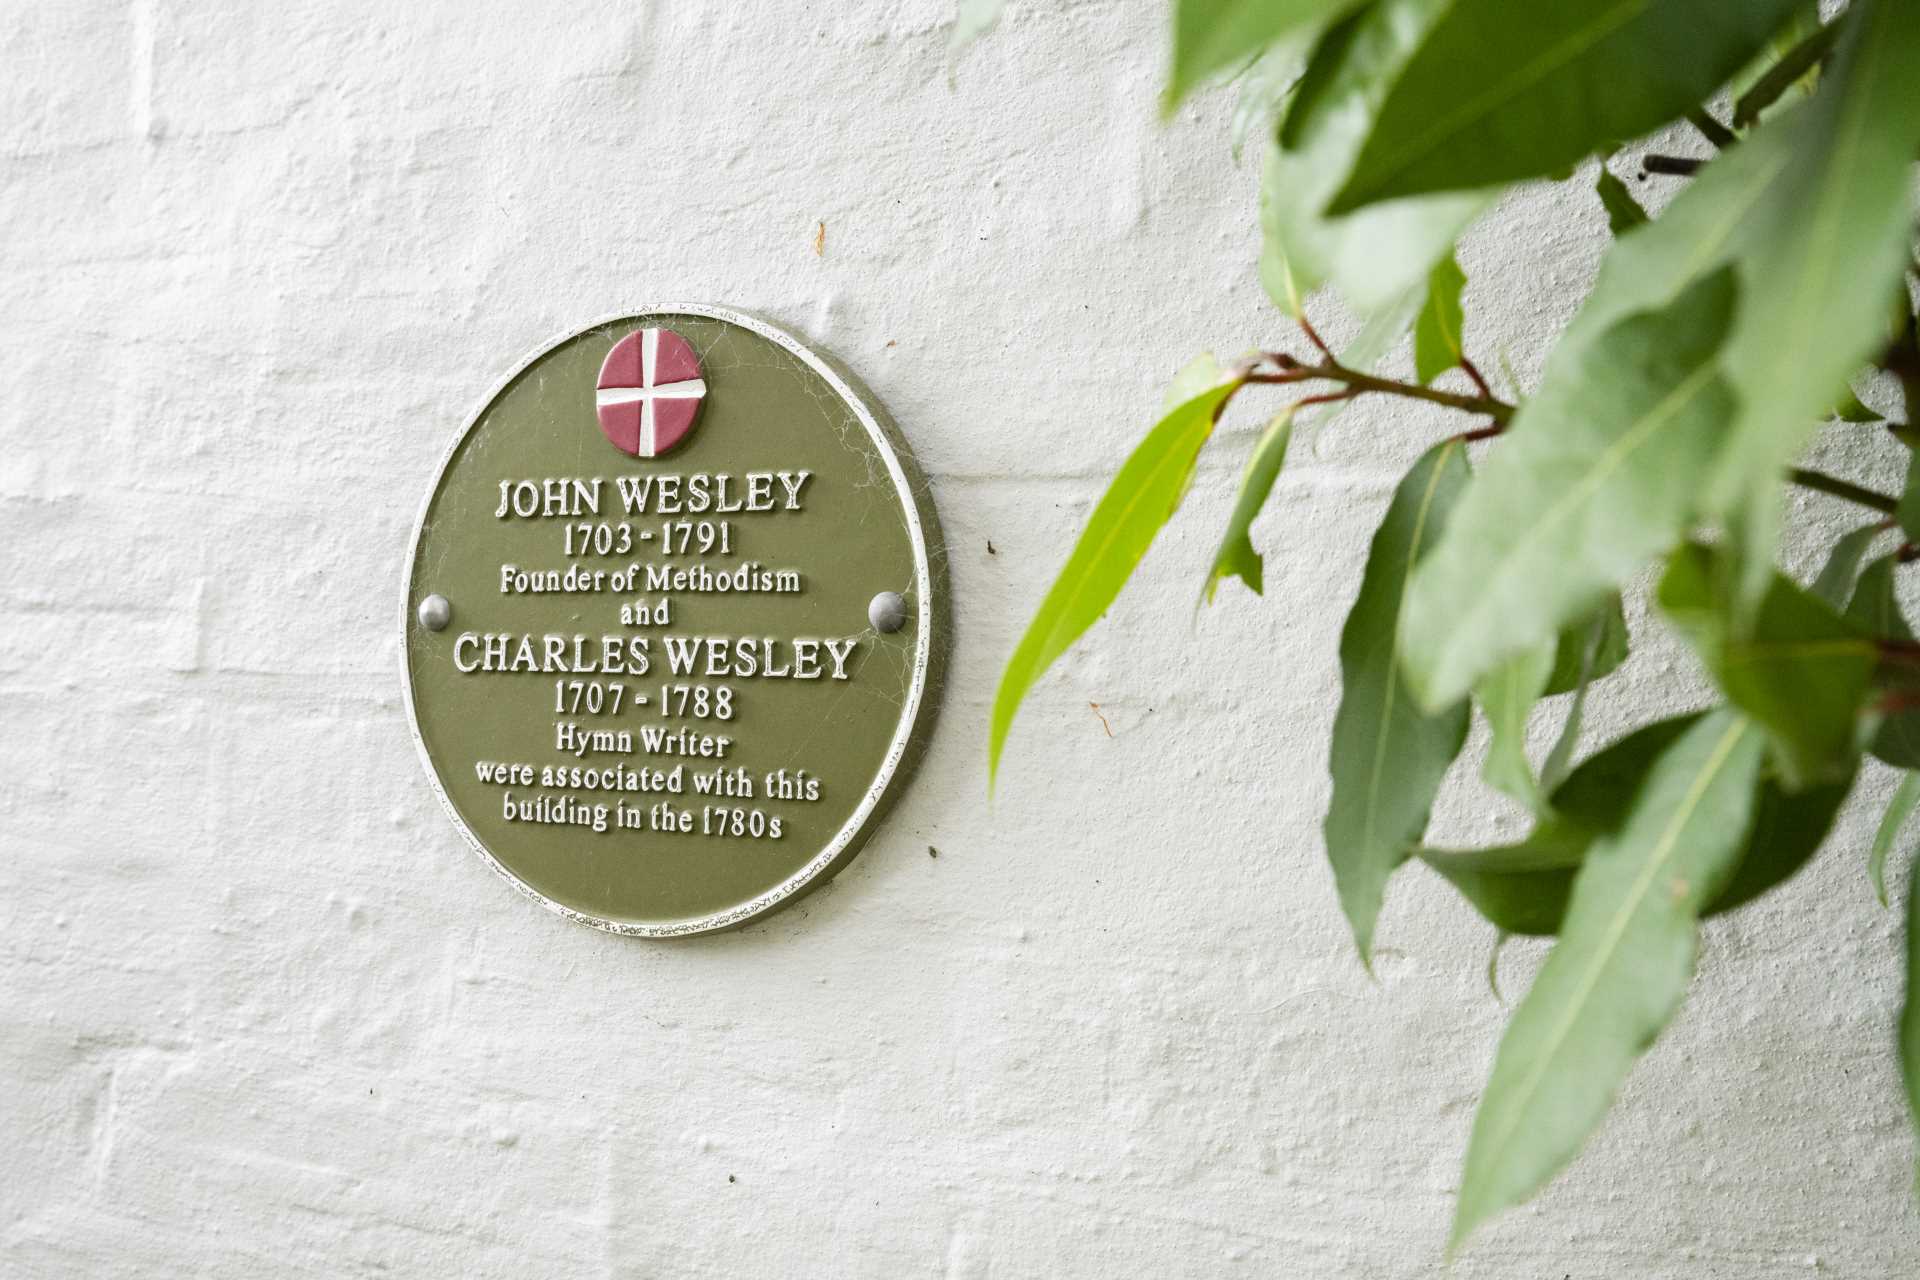 JOHN WESLEY
1703-1791
Founder of Methodism
and
CHARLES WESLEY
1707-1788
Hymn Writer
were associated with this
building in the 1780s